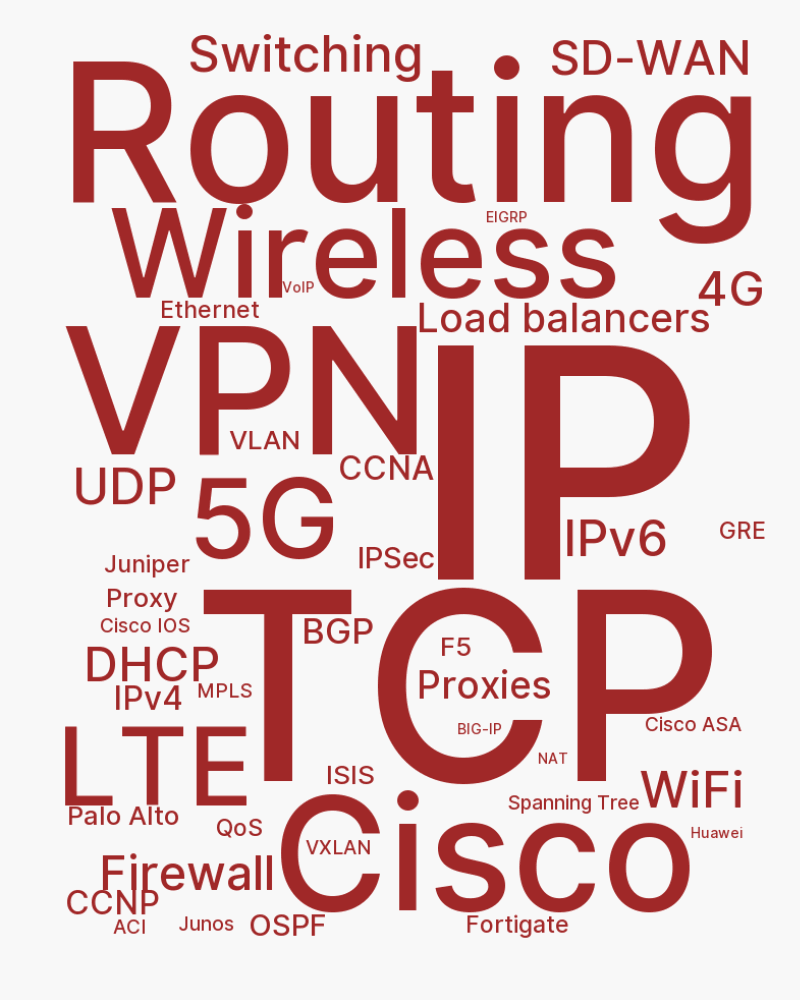 Switching
SD-WAN
Routing
EIGRP
Wireless
VoIP
4G
Ethernet
Load balancers
VPN
IP
VLAN
CCNA
UDP
5G
IPv6
GRE
IPSec
Juniper
Proxy
TCP
Cisco IOS
BGP
F5
DHCP
Proxies
IPv4
MPLS
Cisco ASA
BIG-IP
NAT
LTE
ISIS
WiFi
Spanning Tree
Palo Alto
QoS
Huawei
Cisco
VXLAN
Firewall
CCNP
ACI
Junos
OSPF
Fortigate